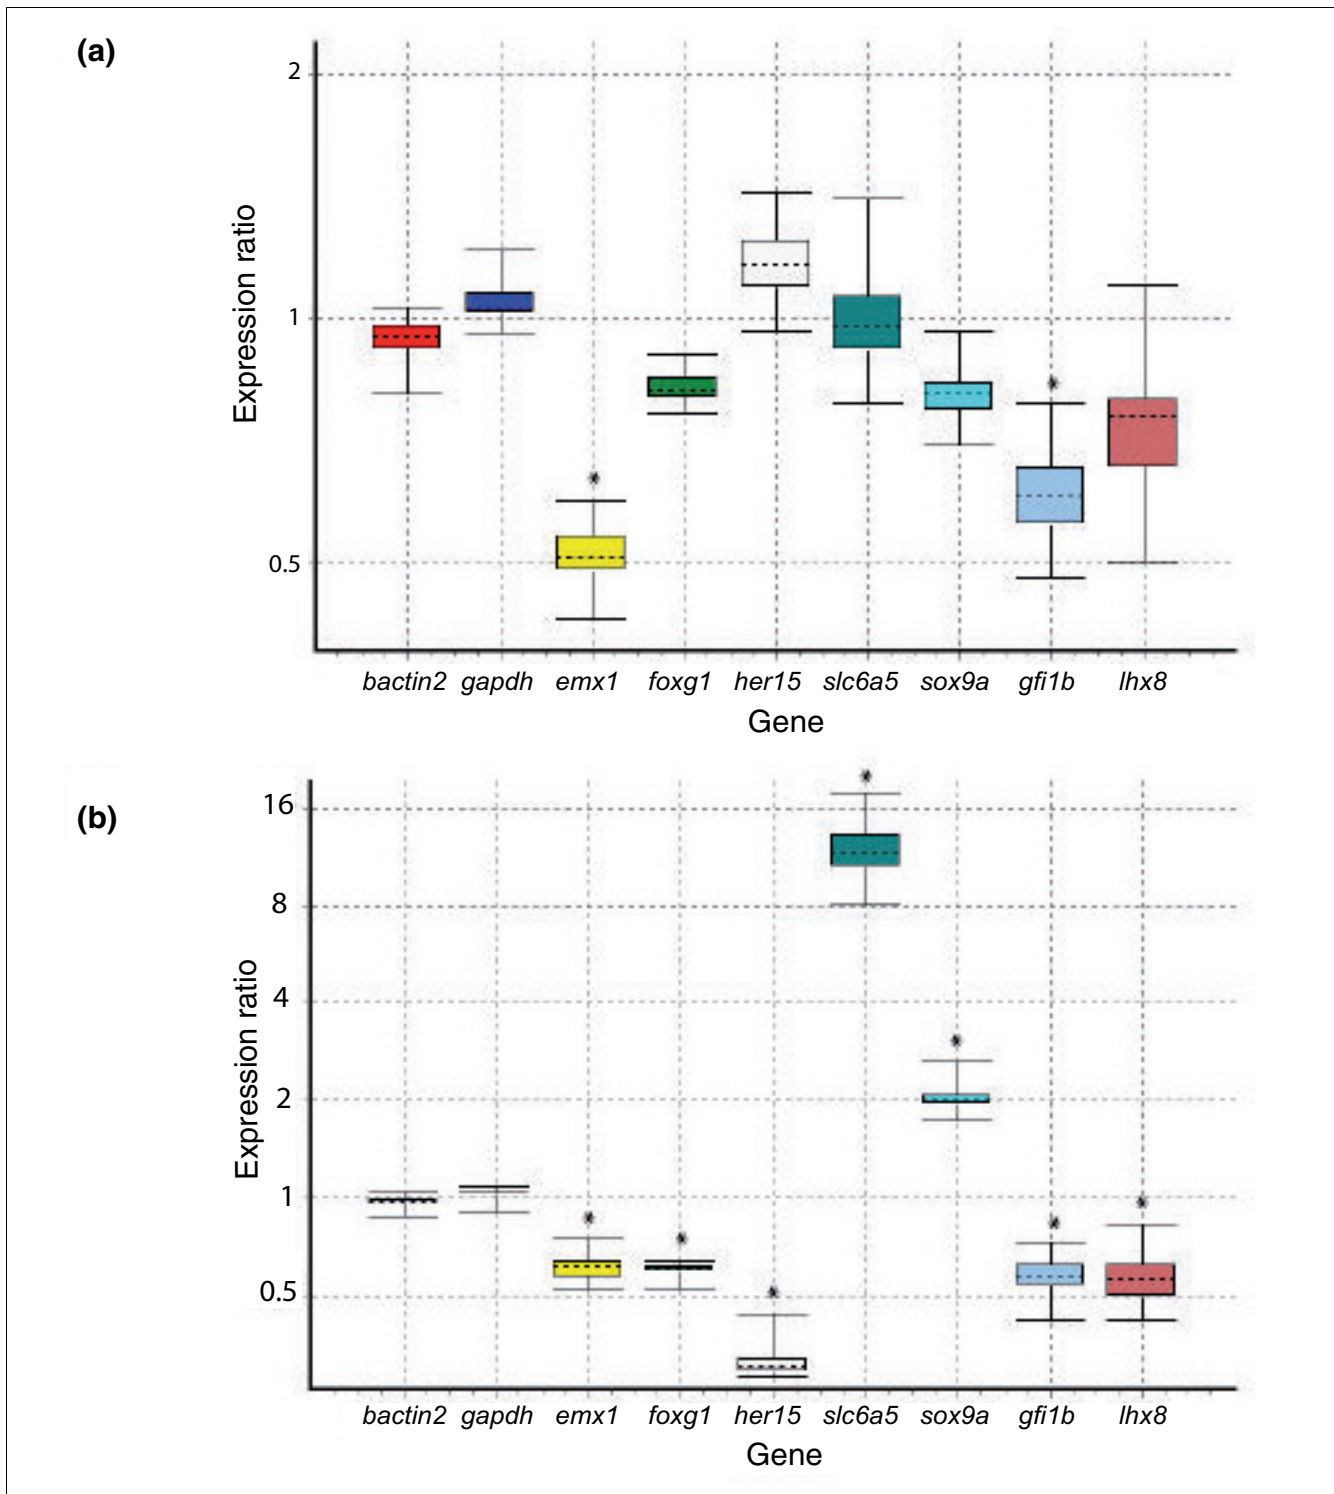 (a)
2
1
0.5
Expression ratio
*
*
bactin2 gapdh emx1 foxg1 her15 slc6a5 sox9a gfi1b lhx8
Gene
(b)
16
8
4
2
1
0.5
Expression ratio
*
*
*
*
*
*
*
bactin2 gapdh emx1 foxg1 her15 slc6a5 sox9a gfi1b lhx8
Gene